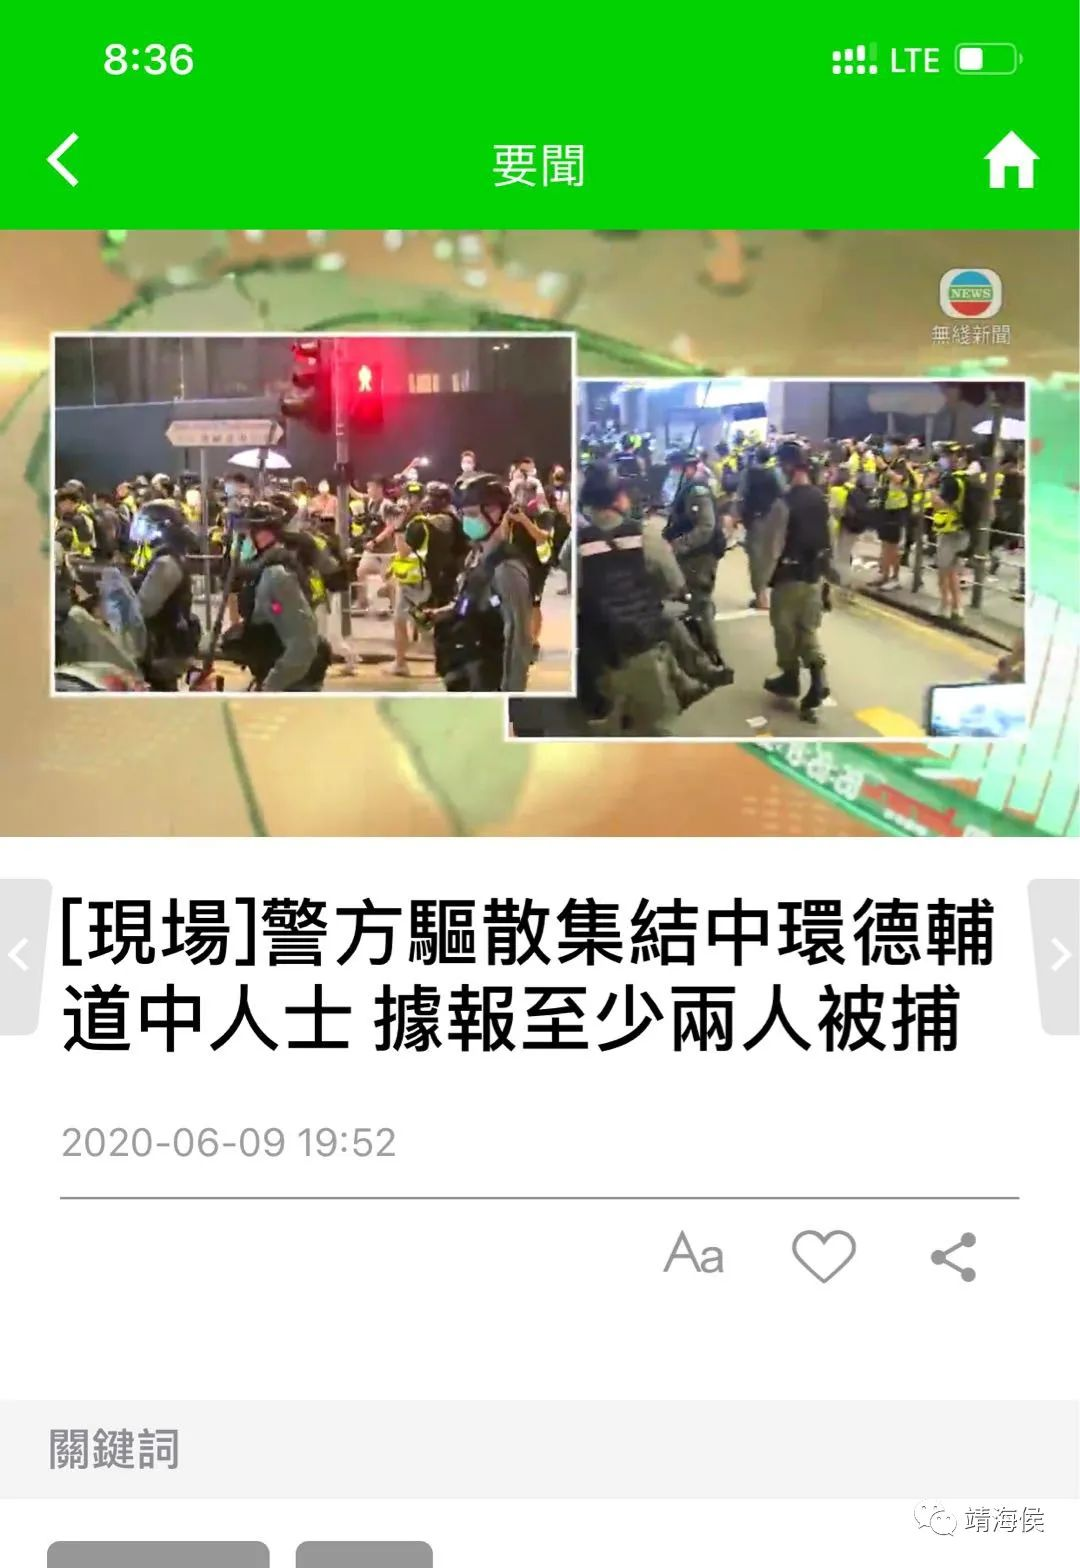 8:36
LTE
要聞
NEWS
無綫新聞
[現場]警方驅散集結中環德輔
道中人士 據報至少兩人被捕
2020-06-09 19:52
Aa
關鍵詞
靖海侯